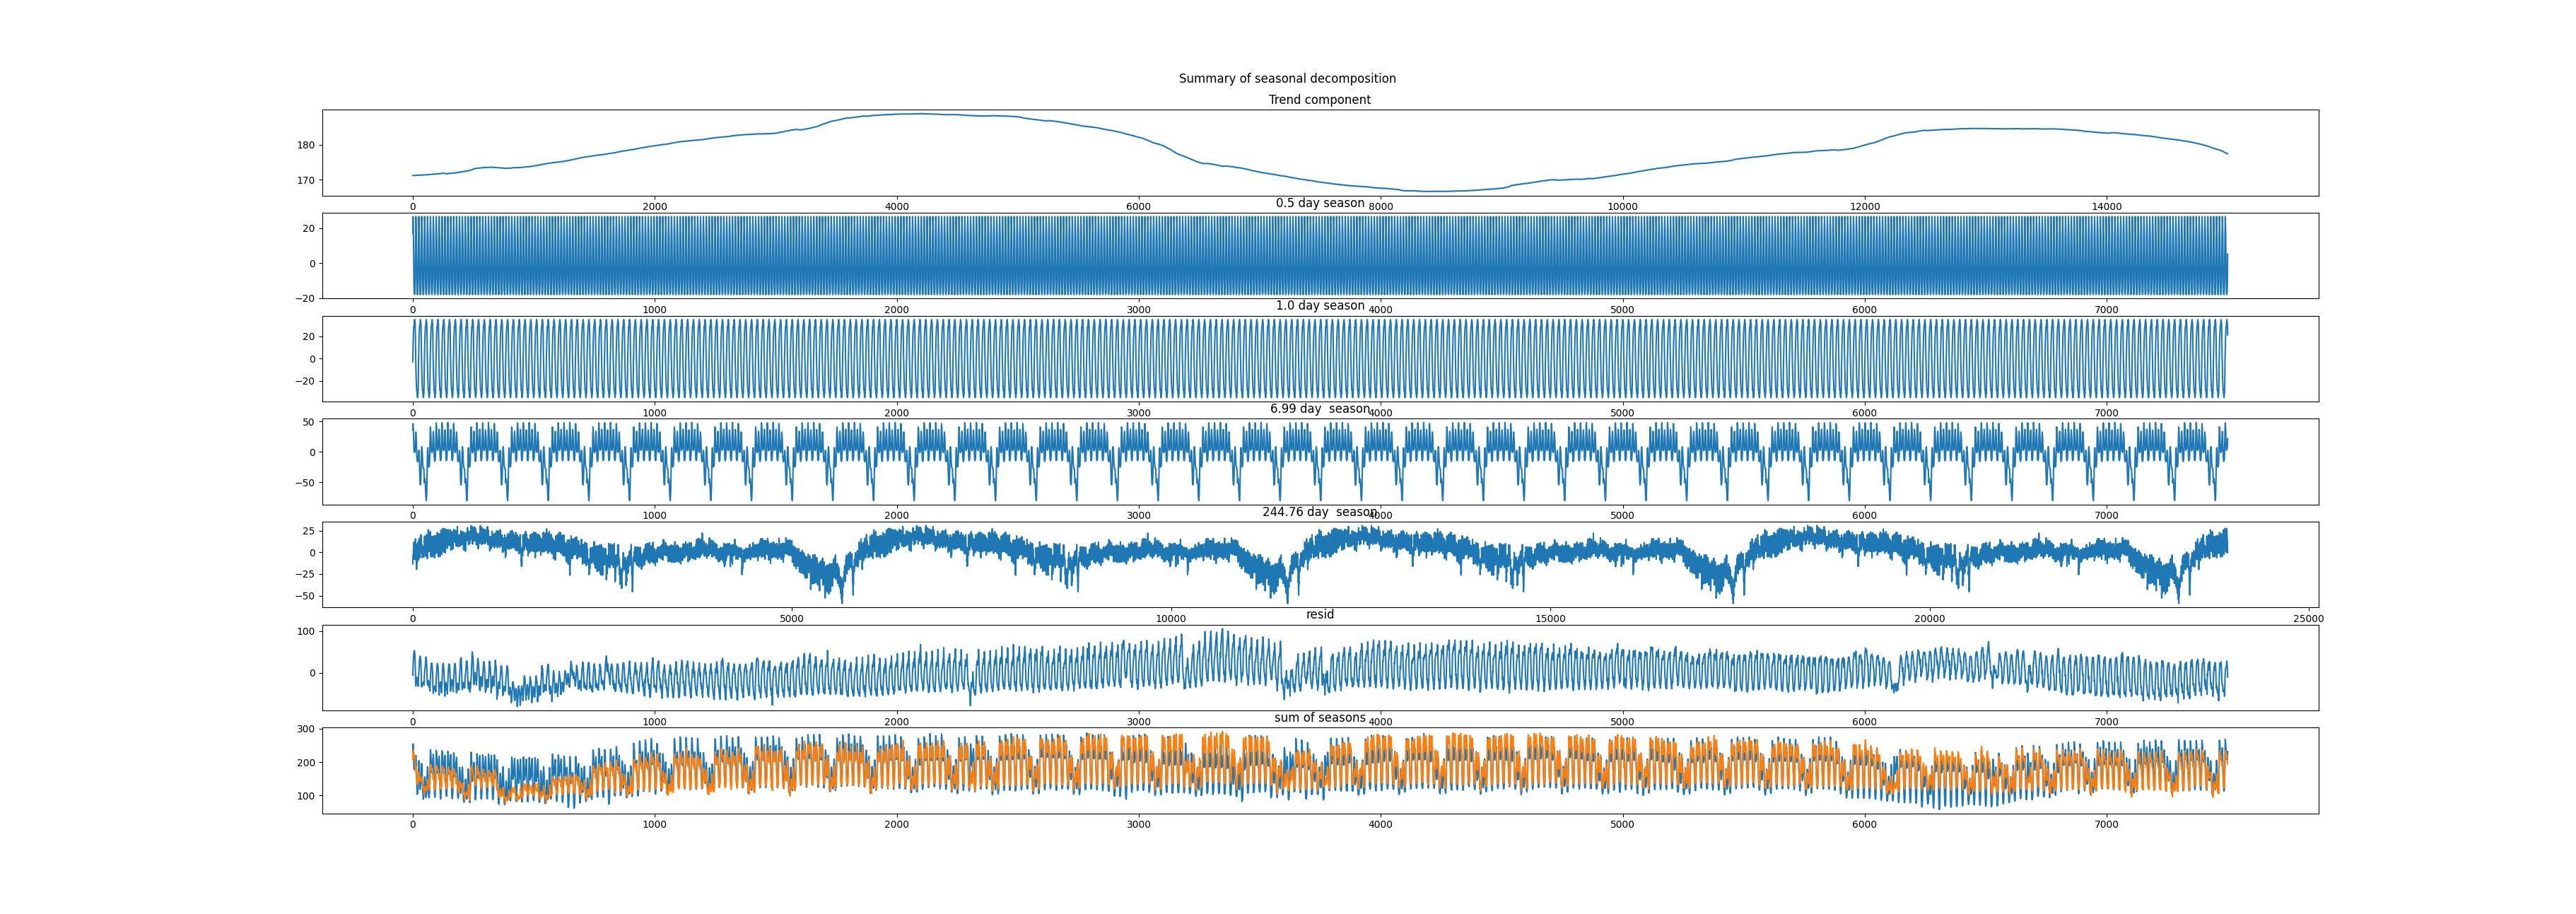 Summary of seasonal decomposition
Trend component
180
170
0 2000 4000 6000 8000 10000 12000 14000
0.5 day season
20
0
−20
0 1000 2000 3000 4000 5000 6000 7000
1.0 day season
20
0
−20
0 1000 2000 3000 4000 5000 6000 7000
6.99 day  season
50
0
−50
0 1000 2000 3000 4000 5000 6000 7000
244.76 day  season
25
0
−25
−50
0 5000 10000 15000 20000 25000
resid
100
0
0 1000 2000 3000 4000 5000 6000 7000
sum of seasons
300
200
100
0 1000 2000 3000 4000 5000 6000 7000